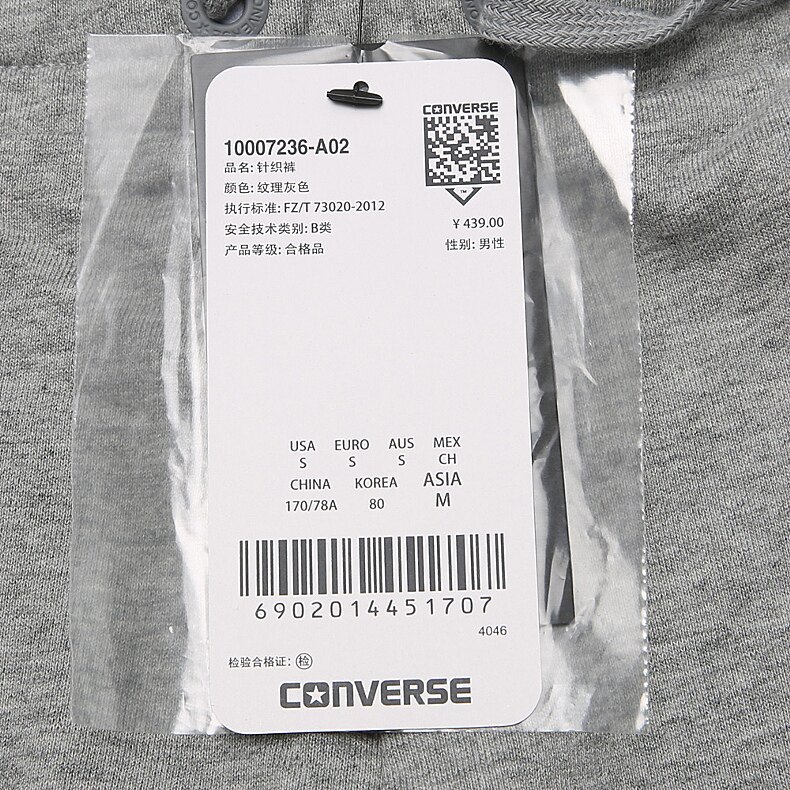 CONVERSE
10007236-A02
品名: 针织裤
颜色: 纹理灰色
执行标准: FZ/T 73020-2012
安全技术类别: B类
产品等级: 合格品
™
¥ 439.00
性别: 男性
USA EURO AUS MEX
S S S CH
CHINA KOREA ASIA
170/78A 80 M
6902014451707
4046
检验合格证: 检
CONVERSE